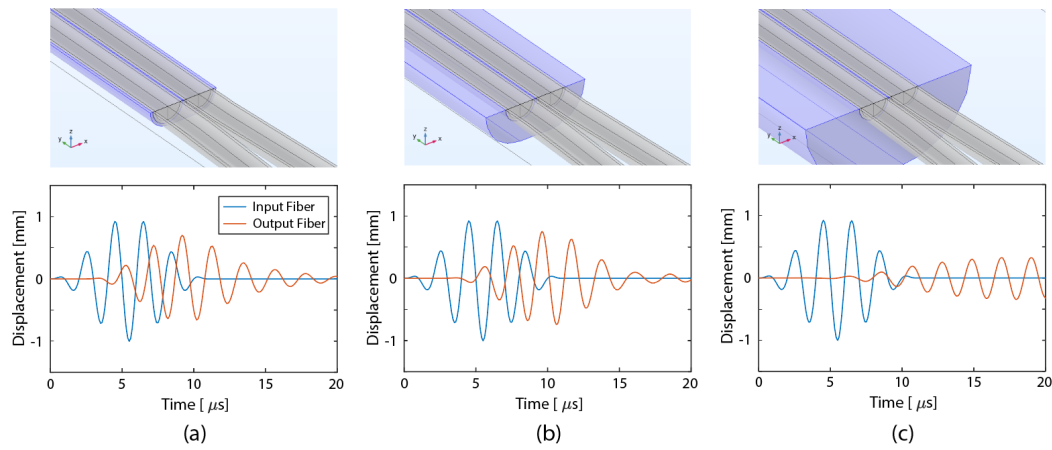 z
y
x
z
y
x
z
y
x
Displacement [mm]
1
0
-1
Input Fiber
Output Fiber
0
5
10
15
20
Time [ μs]
(a)
Displacement [mm]
1
0
-1
0
5
10
15
20
Time [ μs]
(b)
Displacement [mm]
1
0
-1
0
5
10
15
20
Time [ μs]
(c)